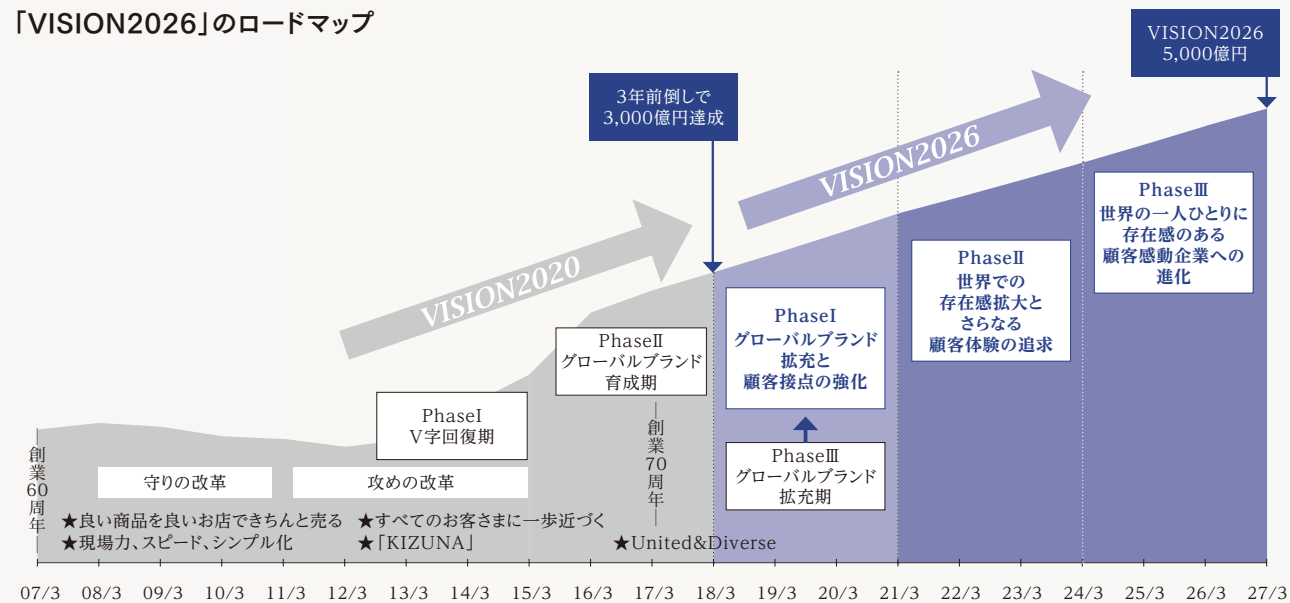 「VISION2026」のロードマップ
VISION2026
5,000億円
3年前倒しで
3,000億円達成
VISION2026
VISION2020
PhaseⅢ
世界の一人ひとりに
存在感のある
顧客感動企業への
進化
PhaseⅡ
世界での
存在感拡大と
さらなる
顧客体験の追求
PhaseⅠ
グローバルブランド
拡充と
顧客接点の強化
PhaseⅡ
グローバルブランド
育成期
PhaseⅠ
V字回復期
PhaseⅢ
グローバルブランド
拡充期
創業60周年
創業70周年
守りの改革
攻めの改革
★良い商品を良いお店できちんと売る
★現場力、スピード、シンプル化
★すべてのお客さまに一歩近づく
★「KIZUNA」
★United&Diverse
07/3 08/3 09/3 10/3 11/3 12/3 13/3 14/3 15/3 16/3 17/3 18/3 19/3 20/3 21/3 22/3 23/3 24/3 25/3 26/3 27/3